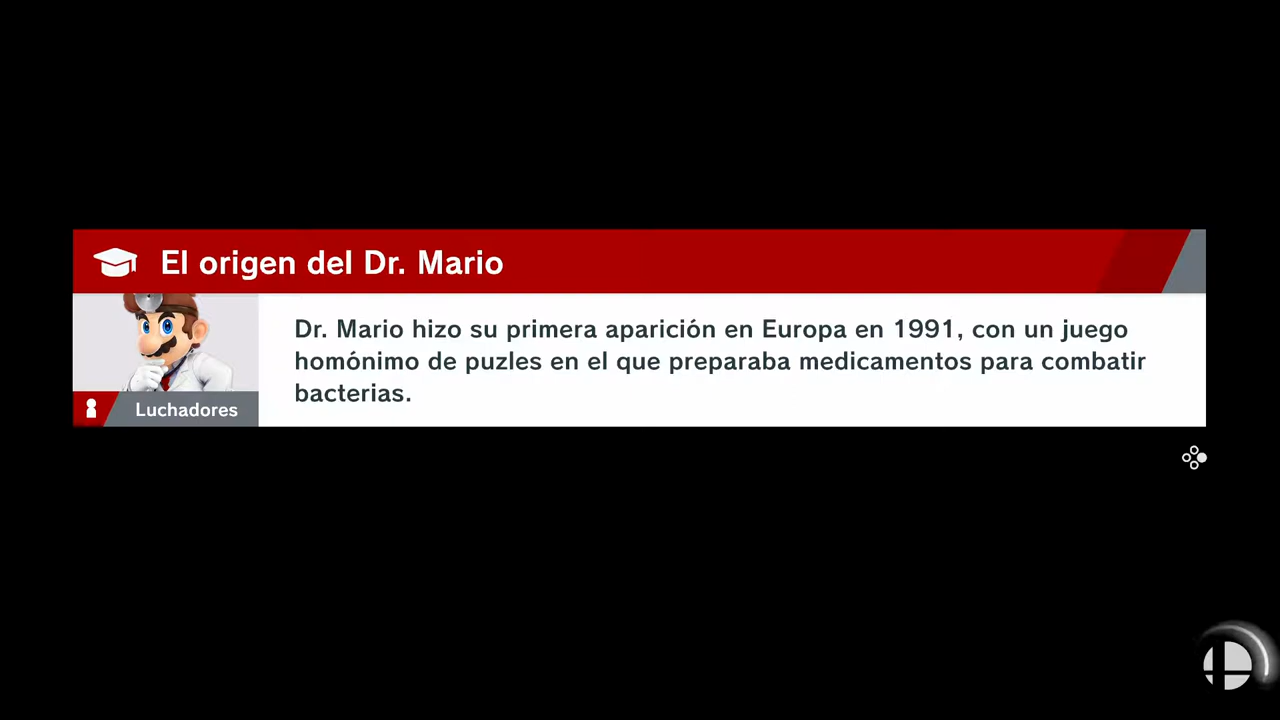 El origen del Dr. Mario
Dr. Mario hizo su primera aparición en Europa en 1991, con un juego
homónimo de puzles en el que preparaba medicamentos para combatir
bacterias.
Luchadores